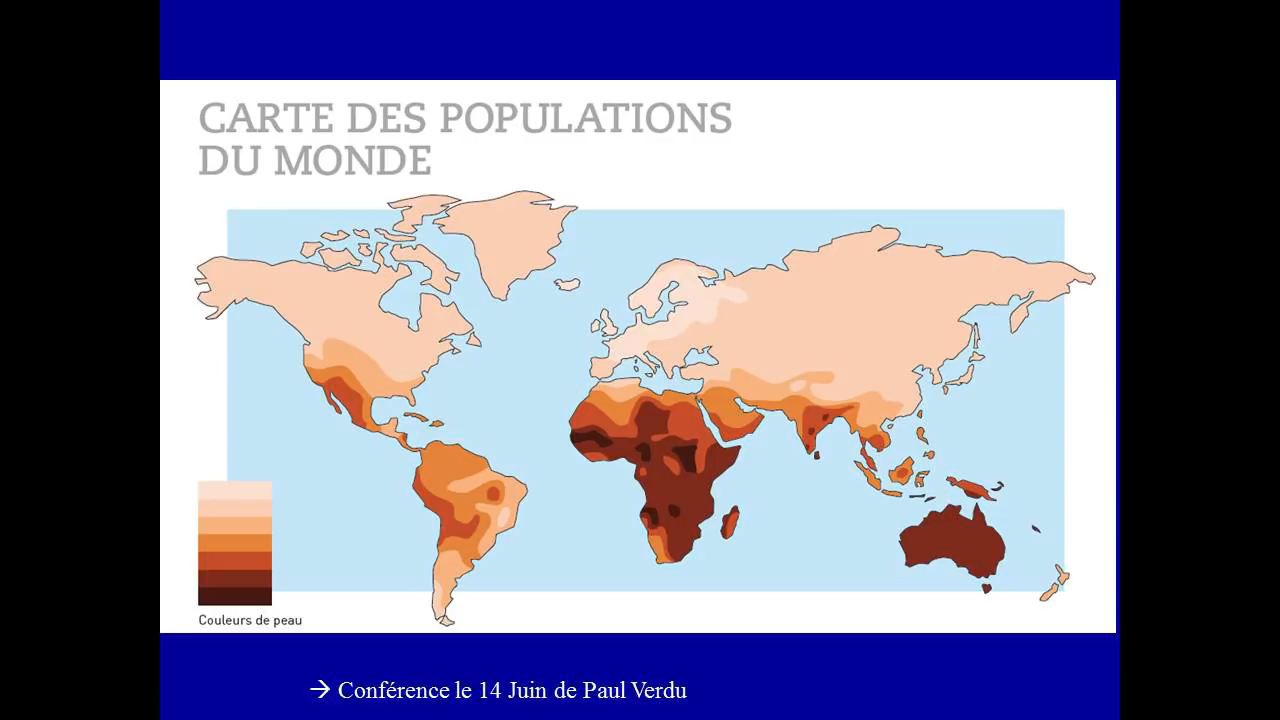 CARTE DES POPULATIONS
DU MONDE
Couleurs de peau
→ Conférence le 14 Juin de Paul Verdu